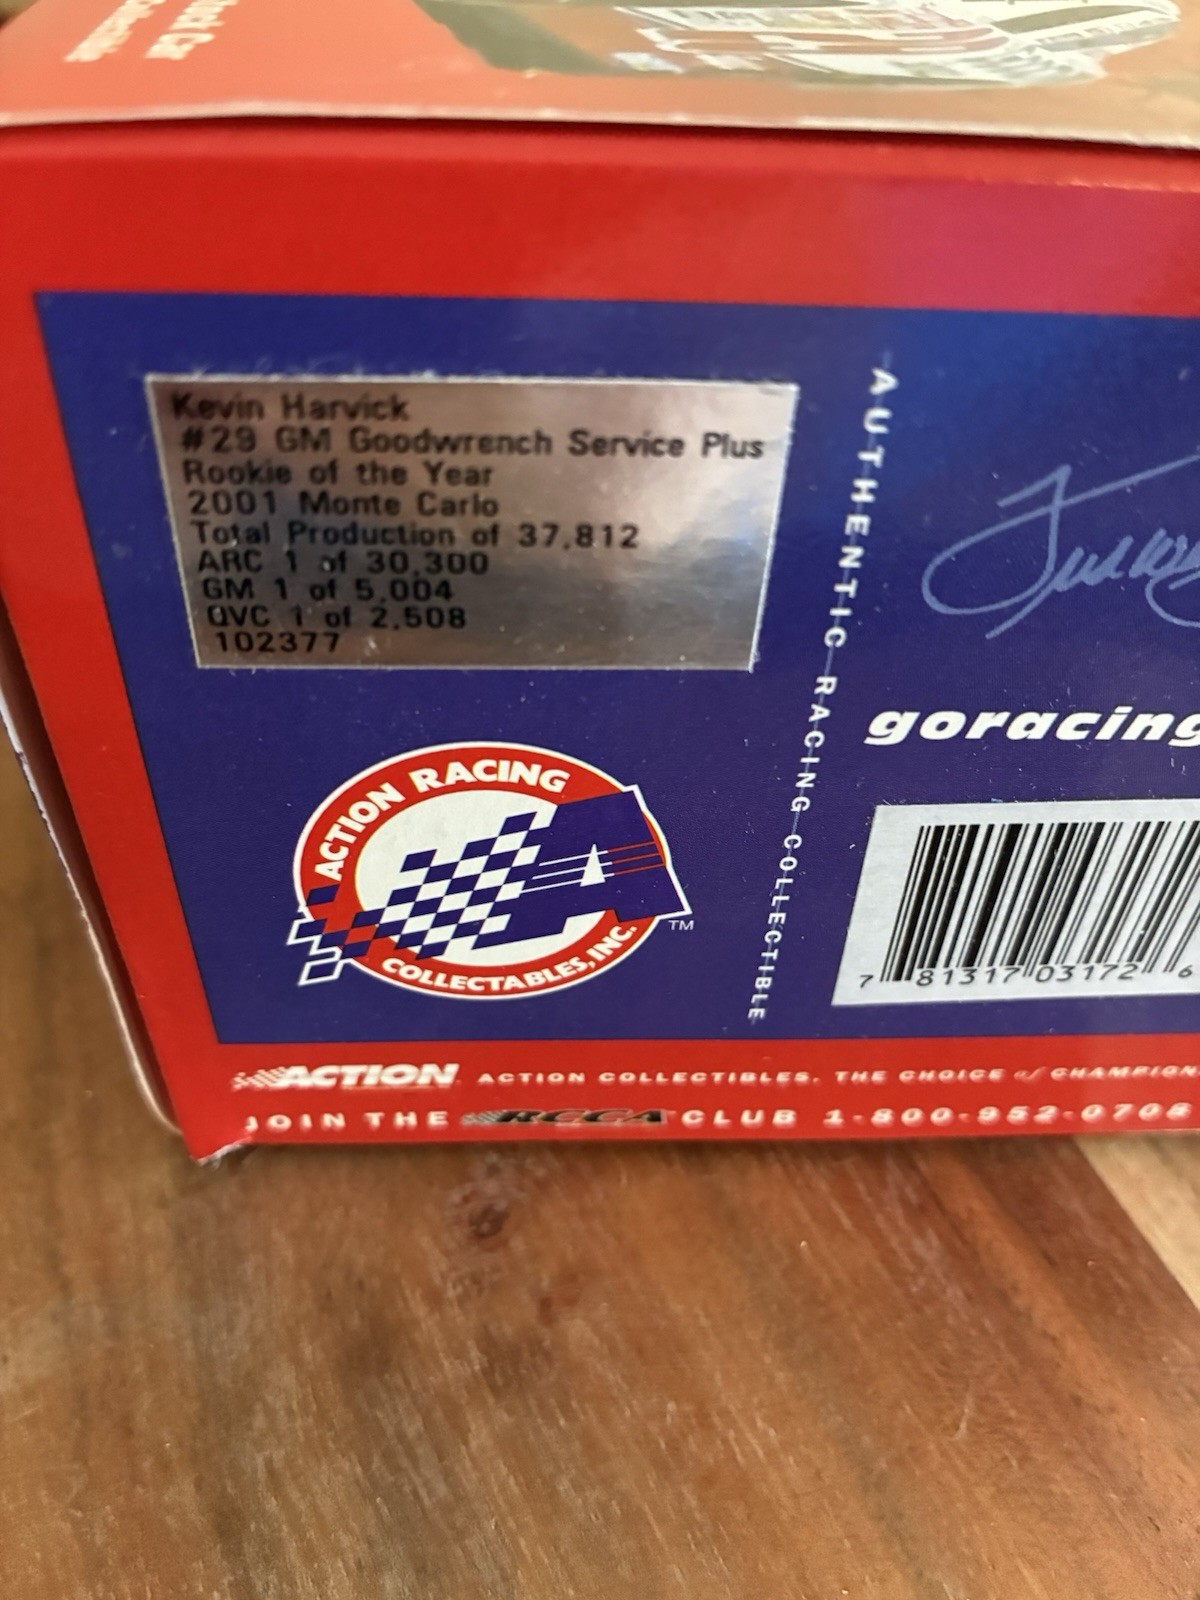 Kevin Harvick
#29 GM Goodwrench Service Plus
Rookie of the Year
2001 Monte Carlo
Total Production of 37,812
ARC 1 of 30,300
GM 1 of 5,004
QVC 1 of 2,508
102377
AUTHENTIC RACING COLLECTIBLE
goracing
ACTION RACING
COLLECTABLES, INC.
TM
7 81317 03172 6
ACTION ACTION COLLECTIBLES. THE CHOICE of CHAMPION
JOIN THE RCCA CLUB 1-800-952-0708